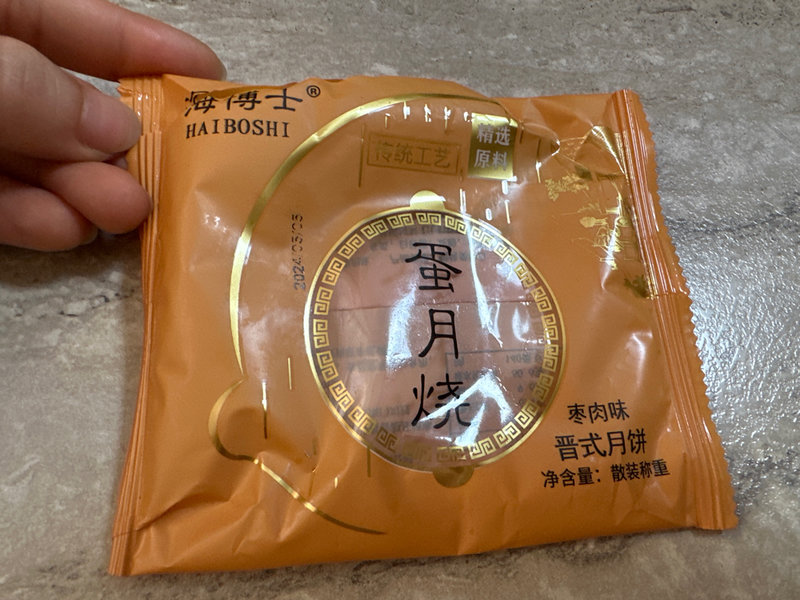 海博士®
HAIBOSHI
传统工艺
精选
原料
2024/05/05
蛋月烧
枣肉味
晋式月饼
净含量：散装称重